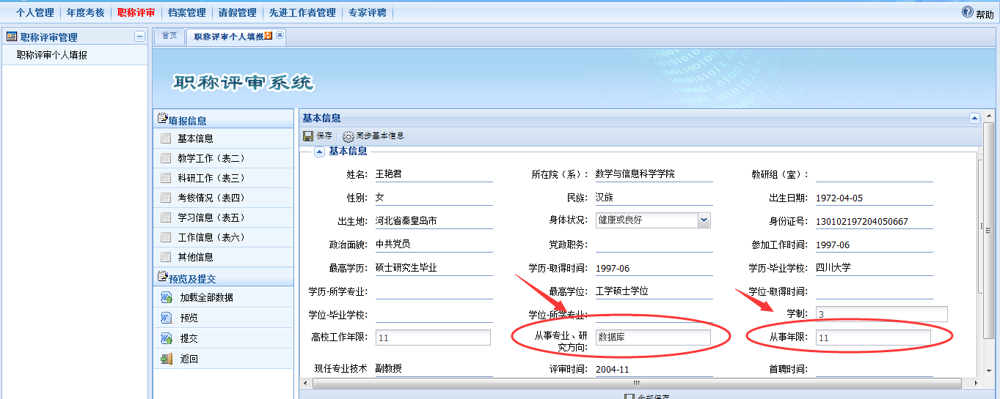 个人管理 年度考核 职称评审 档案管理 请假管理 先进工作者管理 专家评聘 帮助
职称评审管理
职称评审个人填报
首页 职称评审个人填报
职称评审系统
填报信息
基本信息
教学工作（表二）
科研工作（表三）
考核情况（表四）
学习信息（表五）
工作信息（表六）
其他信息
预览及提交
加载全部数据
预览
提交
返回
基本信息
保存 同步基本信息
基本信息
姓名: 王艳君 所在院（系）: 数学与信息科学学院 教研组（室）:
性别: 女 民族: 汉族 出生日期: 1972-04-05
出生地: 河北省秦皇岛市 身体状况: 健康或良好 身份证号: 130102197204050667
政治面貌: 中共党员 党政职务: 参加工作时间: 1997-06
最高学历: 硕士研究生毕业 学历-取得时间: 1997-06 学历-毕业学校: 四川大学
学历-所学专业: 最高学位: 工学硕士学位 学位-取得时间:
学位-毕业学校: 学位-所学专业: 学制: 3
高校工作年限: 11 从事专业、研究方向: 数据库 从事年限: 11
现任专业技术 副教授 评审时间: 2004-11 首聘时间:
全部保存